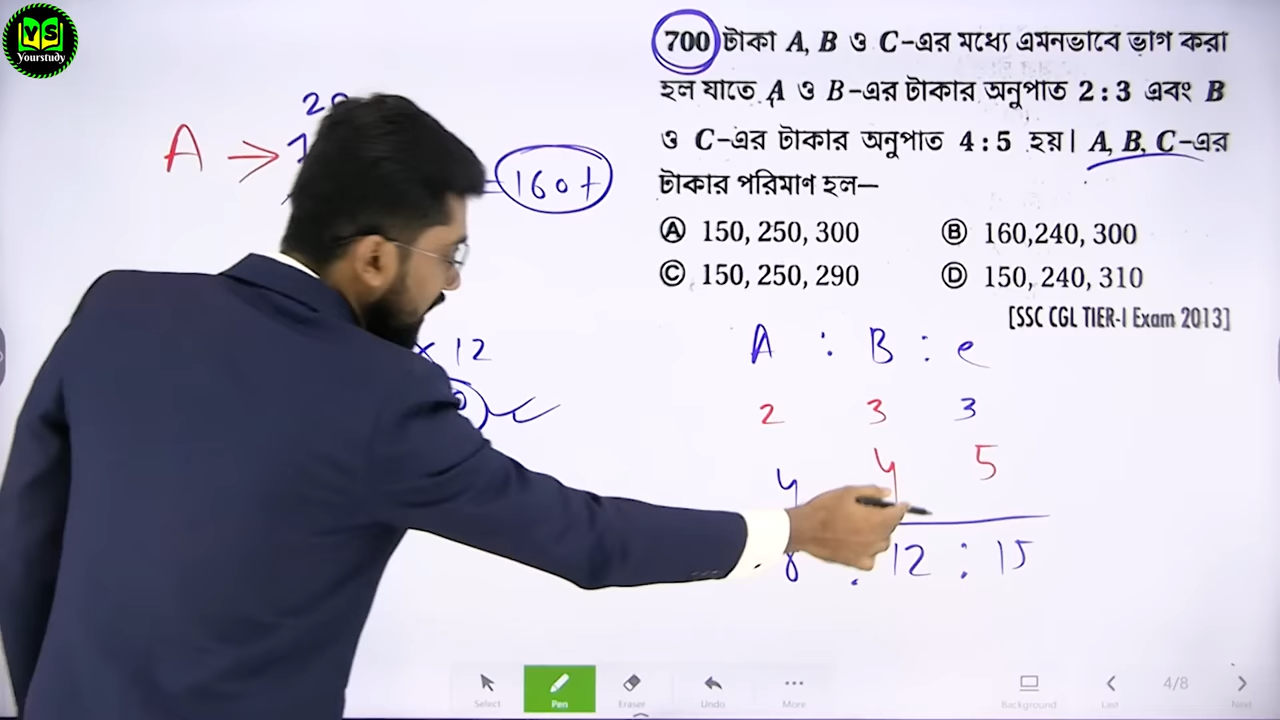 YS
Yourstudy
700 টাকা A, B ও C-এর মধ্যে এমনভাবে ভাগ করা
হল যাতে A ও B-এর টাকার অনুপাত 2 : 3 এবং B
ও C-এর টাকার অনুপাত 4 : 5 হয়। A, B, C-এর
টাকার পরিমাণ হল—
Ⓐ 150, 250, 300 Ⓑ 160,240, 300
Ⓒ 150, 250, 290 Ⓓ 150, 240, 310
[SSC CGL TIER-I Exam 2013]
A →
= 160+
× 12
A : B : C
2 3 3
4 4 5
8 : 12 : 15
Select Pen Eraser Undo More Background Last 4/8 Next